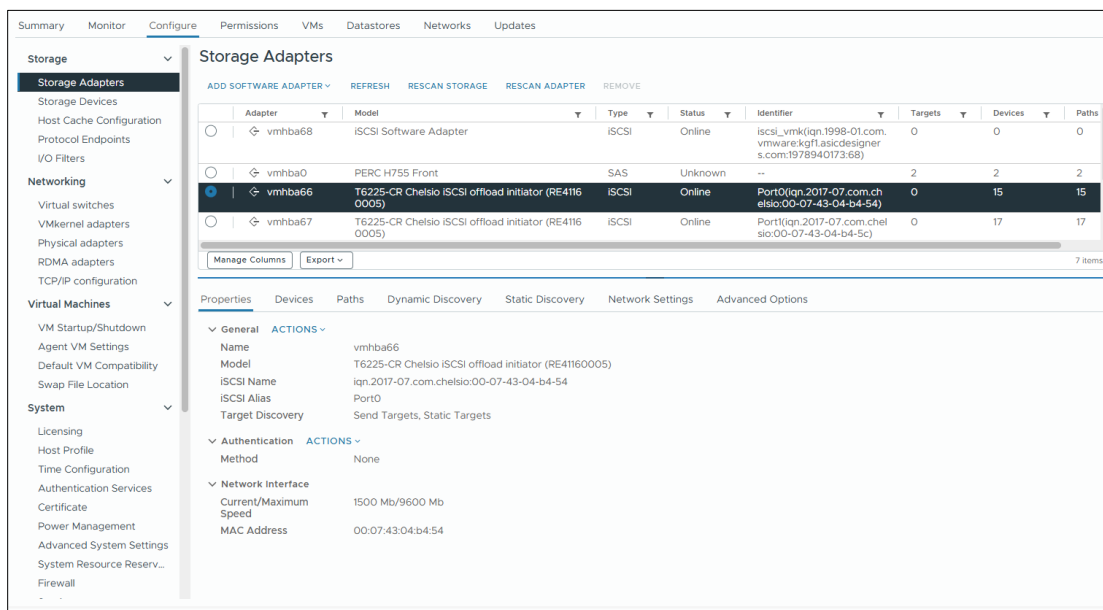 Summary Monitor Configure Permissions VMs Datastores Networks Updates
Storage
Storage Adapters
Storage Devices
Host Cache Configuration
Protocol Endpoints
I/O Filters
Networking
Virtual switches
VMkernel adapters
Physical adapters
RDMA adapters
TCP/IP configuration
Virtual Machines
VM Startup/Shutdown
Agent VM Settings
Default VM Compatibility
Swap File Location
System
Licensing
Host Profile
Time Configuration
Authentication Services
Certificate
Power Management
Advanced System Settings
System Resource Reserv...
Firewall
Storage Adapters
ADD SOFTWARE ADAPTER REFRESH RESCAN STORAGE RESCAN ADAPTER REMOVE
Adapter Model Type Status Identifier Targets Devices Paths
vmhba68 iSCSI Software Adapter iSCSI Online iscsi_vmk(iqn.1998-01.com. 0 0 0
vmware:kgf1.asicdesigner
s.com:1978940173:68)
vmhba0 PERC H755 Front SAS Unknown -- 2 2 2
vmhba66 T6225-CR Chelsio iSCSI offload initiator (RE4116 iSCSI Online Port0(iqn.2017-07.com.ch 0 15 15
0005) elsio:00-07-43-04-b4-54)
vmhba67 T6225-CR Chelsio iSCSI offload initiator (RE4116 iSCSI Online Port1(iqn.2017-07.com.chel 0 17 17
0005) sio:00-07-43-04-b4-5c)
Manage Columns Export 7 items
Properties Devices Paths Dynamic Discovery Static Discovery Network Settings Advanced Options
General ACTIONS
Name vmhba66
Model T6225-CR Chelsio iSCSI offload initiator (RE41160005)
iSCSI Name iqn.2017-07.com.chelsio:00-07-43-04-b4-54
iSCSI Alias Port0
Target Discovery Send Targets, Static Targets
Authentication ACTIONS
Method None
Network Interface
Current/Maximum 1500 Mb/9600 Mb
Speed
MAC Address 00:07:43:04:b4:54